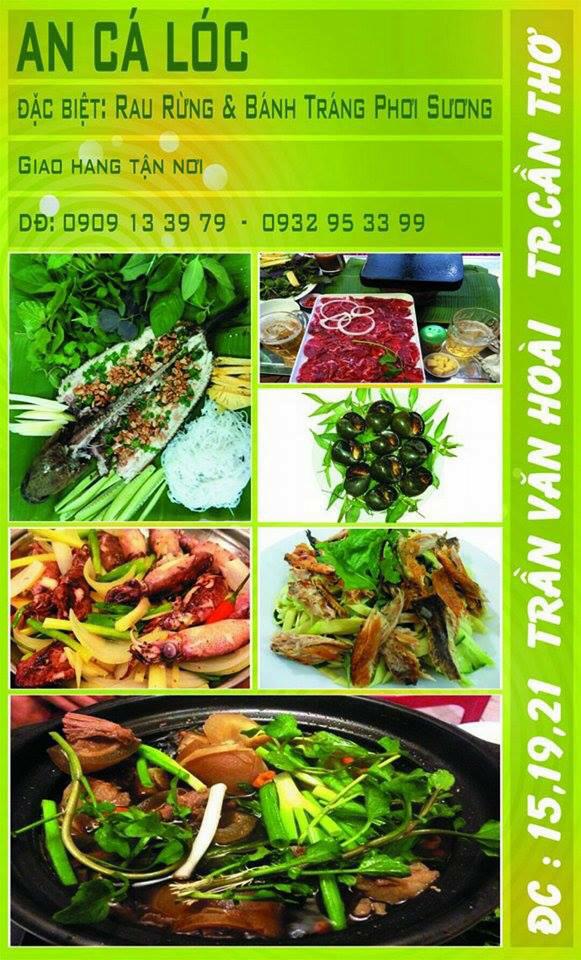 AN CÁ LÓC
ĐẶC BIỆT: RAU RỪNG & BÁNH TRÁNG PHƠI SƯƠNG
GIAO HANG TẬN NƠI
DĐ: 0909 13 39 79 - 0932 95 33 99
ĐC : 15,19,21 TRẦN VĂN HOÀI TP.CẦN THƠ